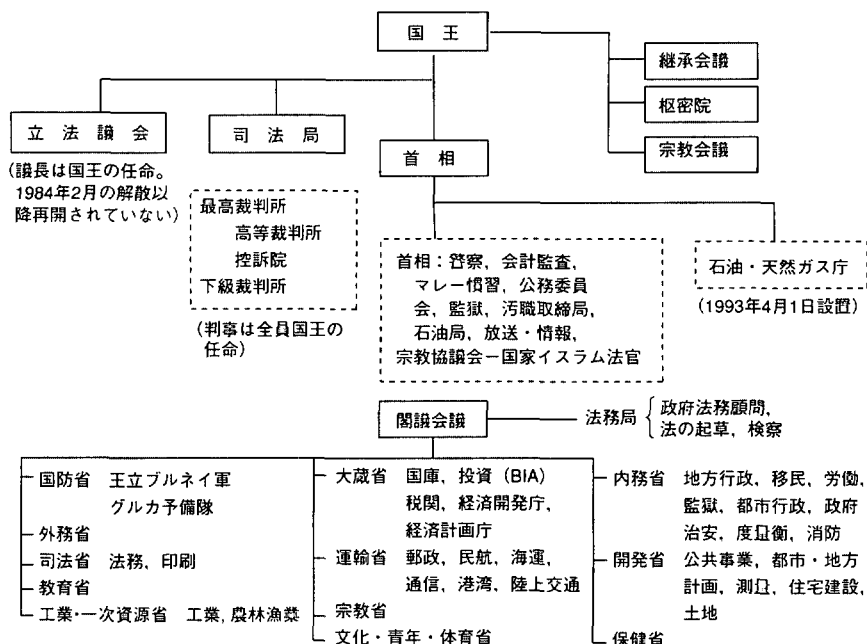 国 王
継承会議
枢密院
宗教会議
立 法 議 会
司 法 局
首 相
(議長は国王の任命。
1984年2月の解散以
降再開されていない)
最高裁判所
高等裁判所
控訴院
下級裁判所
(判事は全員国王の
任命)
首相：警察，会計監査，
マレー慣習，公務委員
会，監獄，汚職取締局，
石油局，放送・情報，
宗教協議会－国家イスラム法官
石油・天然ガス庁
(1993年4月1日設置)
閣議会議
法務局
政府法務顧問，
法の起草，検察
国防省 王立ブルネイ軍
グルカ予備隊
外務省
司法省 法務，印刷
教育省
工業・一次資源省 工業，農林漁業
大蔵省 国庫，投資（BIA）
税関，経済開発庁，
経済計画庁
運輸省 郵政，民航，海運，
通信，港湾，陸上交通
宗教省
文化・青年・体育省
内務省 地方行政，移民，労働，
監獄，都市行政，政府
治安，度量衡，消防
開発省 公共事業，都市・地方
計画，測量，住宅建設，
土地
保健省